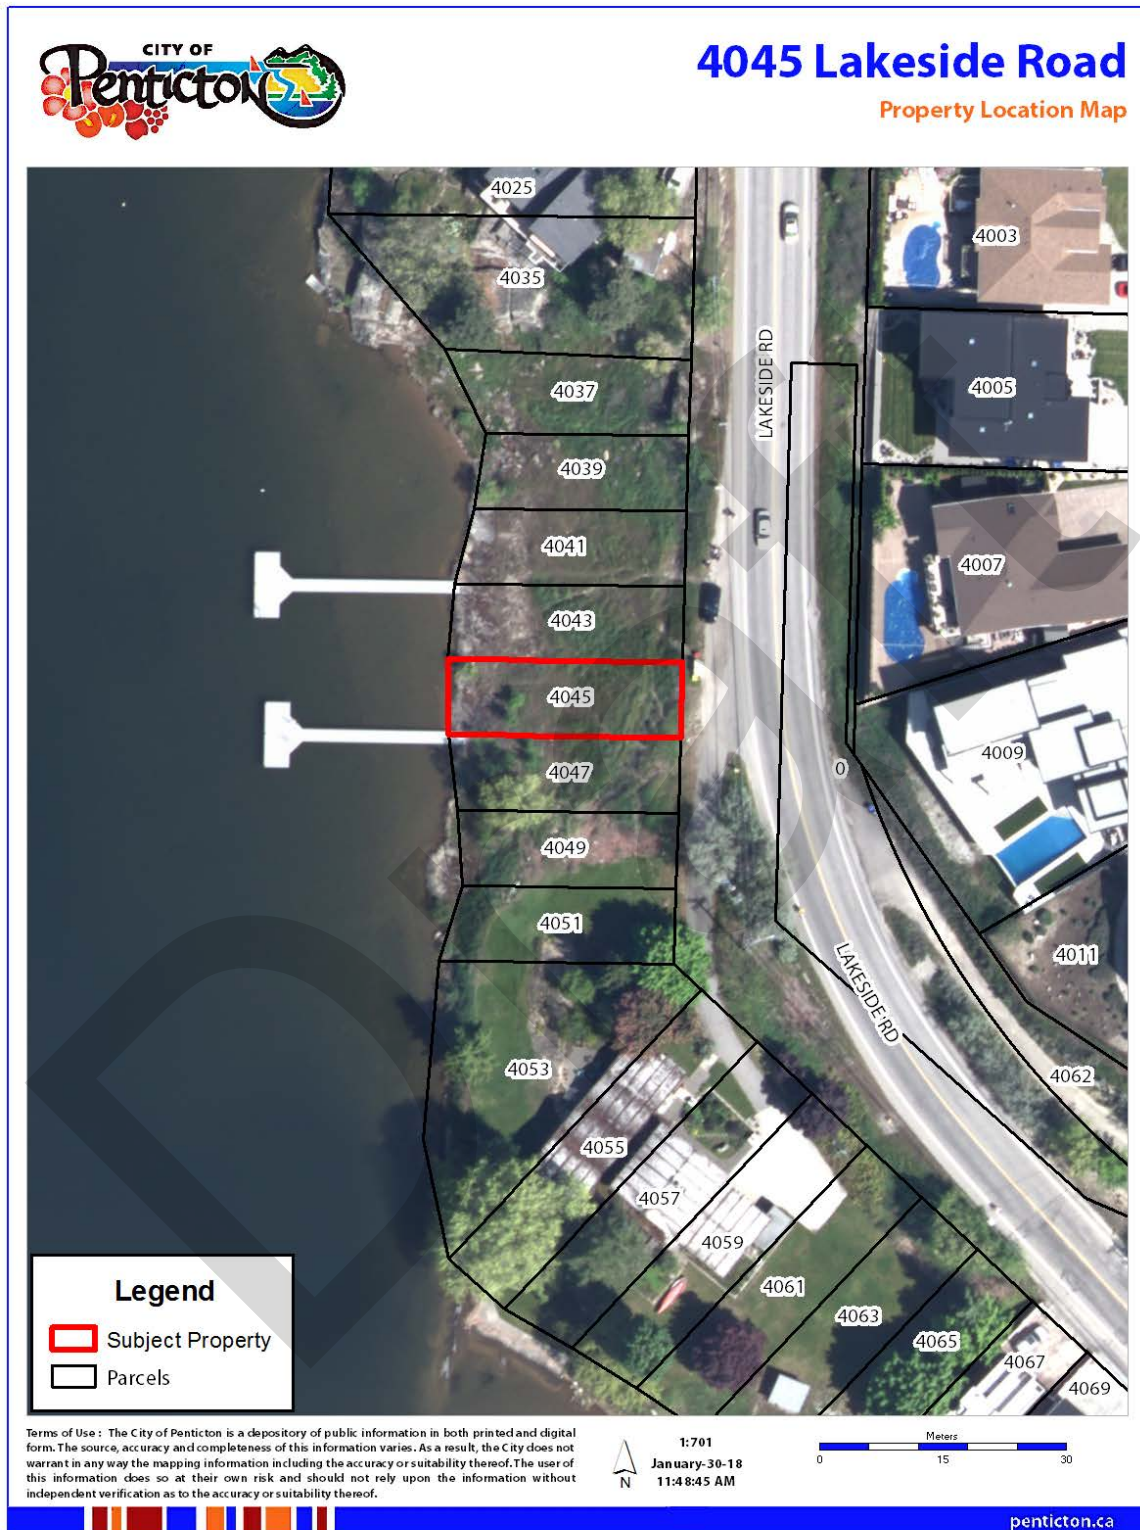 CITY OF
Penticton
4045 Lakeside Road
Property Location Map
4025
4003
4035
LAKESIDE RD
4005
4037
4039
4041
4007
4043
4045
4009
0
4047
4049
4051
4011
LAKESIDE RD
4053
4062
4055
4057
4059
4061
4063
4065
4067
4069
DRAFT
Legend
Subject Property
Parcels
Terms of Use : The City of Penticton is a depository of public information in both printed and digital
form. The source, accuracy and completeness of this information varies. As a result, the City does not
warrant in any way the mapping information including the accuracy or suitability thereof. The user of
this information does so at their own risk and should not rely upon the information without
independent verification as to the accuracy or suitability thereof.
N
1:701
January-30-18
11:48:45 AM
Meters
0 15 30
penticton.ca